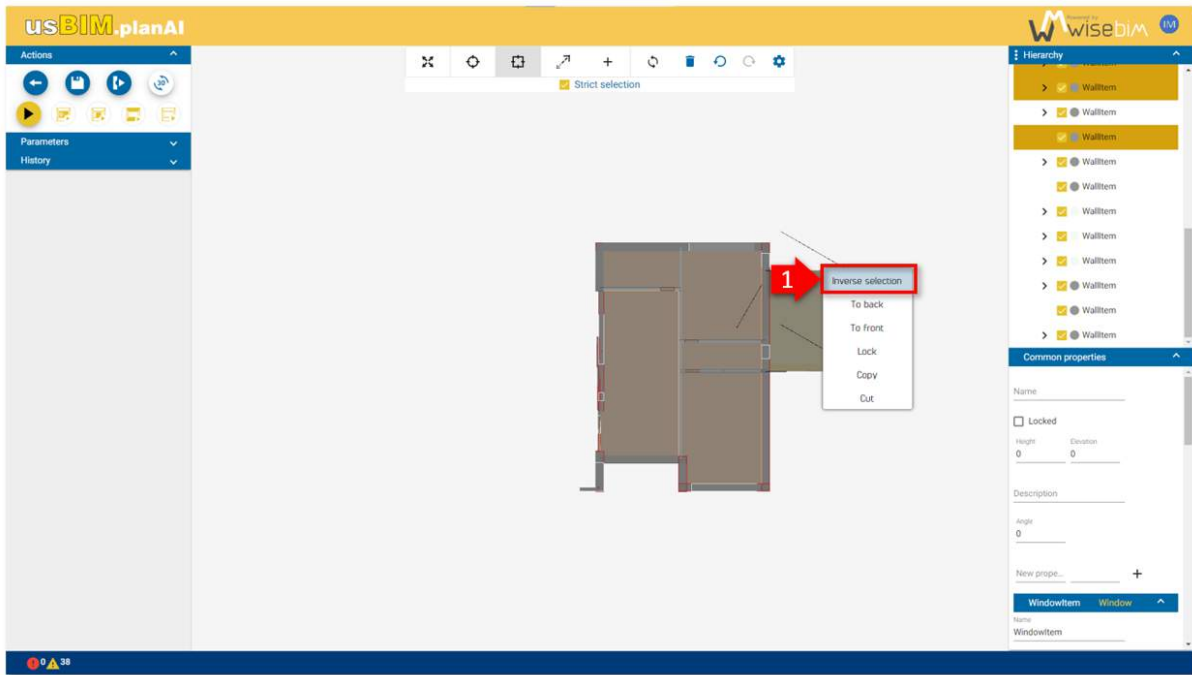 usBIM.planAI
Powered by
wisebim
IM
Actions
30°
Parameters
History
Strict selection
1
Inverse selection
To back
To front
Lock
Copy
Cut
Hierarchy
WallItem
WallItem
WallItem
WallItem
WallItem
WallItem
WallItem
WallItem
WallItem
WallItem
WallItem
Common properties
Name
Locked
Height Elevation
0 0
Description
Angle
0
New prope...
WindowItem Window
Name
WindowItem
0 38